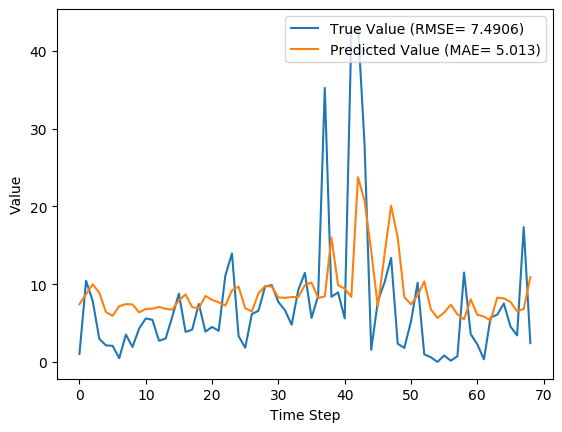 True Value (RMSE= 7.4906)
Predicted Value (MAE= 5.013)
40
30
20
10
0
Value
0 10 20 30 40 50 60 70
Time Step